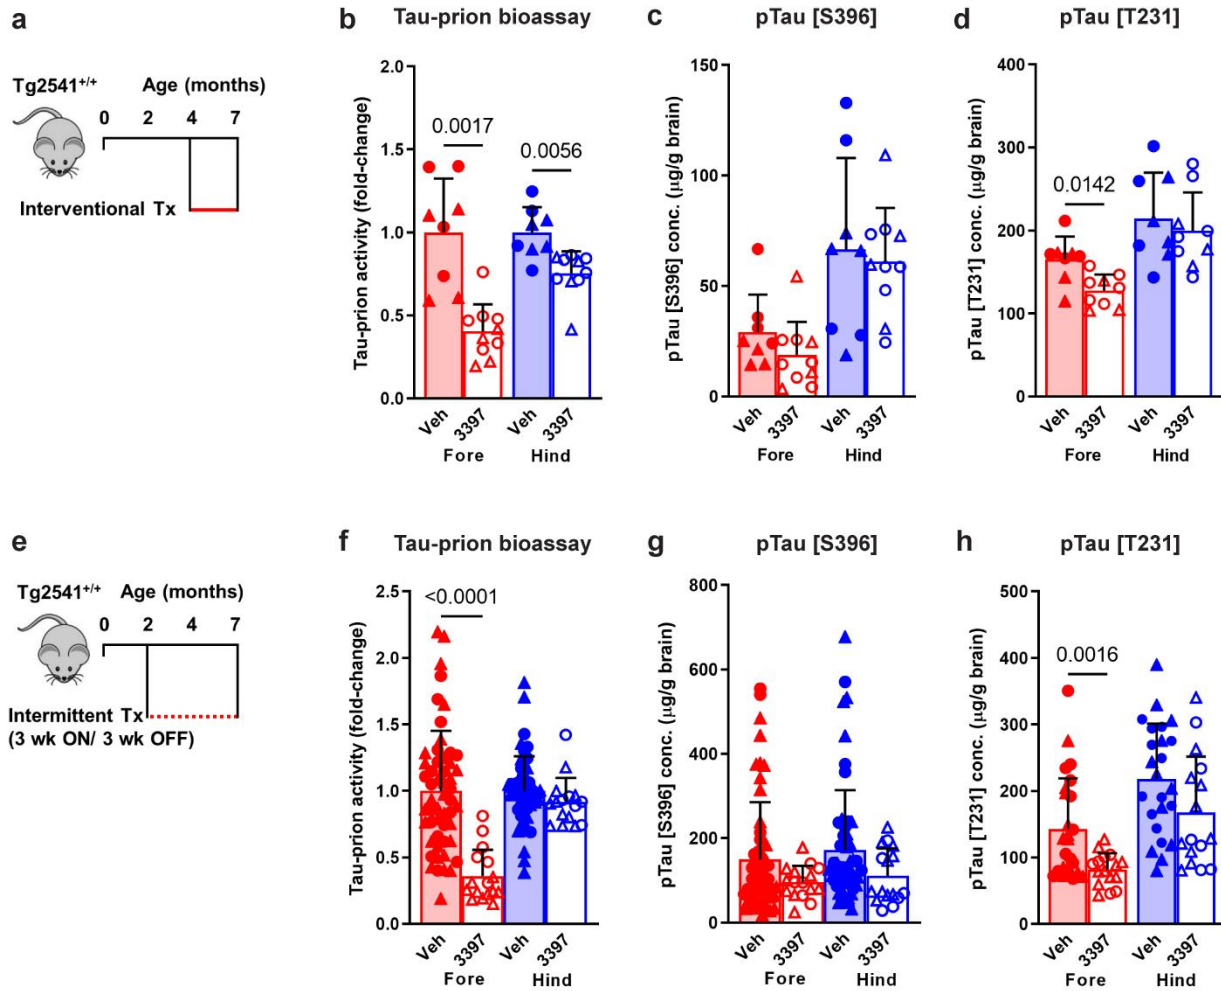 a
Tg2541+/+ Age (months)
0 2 4 7
Interventional Tx
b Tau-prion bioassay
Tau-prion activity (fold-change)
2.0
1.5
1.0
0.5
0.0
0.0017
0.0056
Veh 3397 Veh 3397
Fore Hind
c pTau [S396]
pTau [S396] conc. (μg/g brain)
150
100
50
0
Veh 3397 Veh 3397
Fore Hind
d pTau [T231]
pTau [T231] conc. (μg/g brain)
400
300
200
100
0
0.0142
Veh 3397 Veh 3397
Fore Hind
e
Tg2541+/+ Age (months)
0 2 4 7
Intermittent Tx
(3 wk ON/ 3 wk OFF)
f Tau-prion bioassay
Tau-prion activity (fold-change)
2.5
2.0
1.5
1.0
0.5
0.0
<0.0001
Veh 3397 Veh 3397
Fore Hind
g pTau [S396]
pTau [S396] conc. (μg/g brain)
800
600
400
200
0
Veh 3397 Veh 3397
Fore Hind
h pTau [T231]
pTau [T231] conc. (μg/g brain)
500
400
300
200
100
0
0.0016
Veh 3397 Veh 3397
Fore Hind